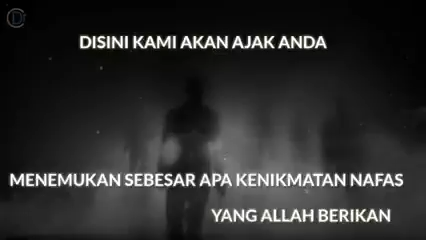 DISINI KAMI AKAN AJAK ANDA
MENEMUKAN SEBESAR APA KENIKMATAN NAFAS
YANG ALLAH BERIKAN